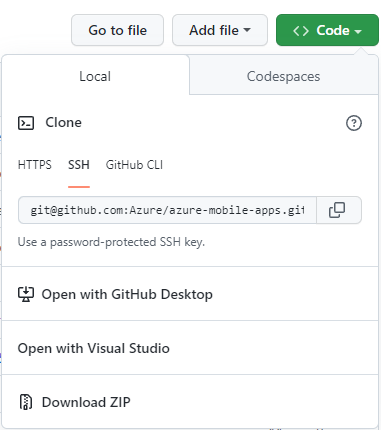 Go to file Add file Code
Local Codespaces
Clone
HTTPS SSH GitHub CLI
git@github.com:Azure/azure-mobile-apps.git
Use a password-protected SSH key.
Open with GitHub Desktop
Open with Visual Studio
Download ZIP